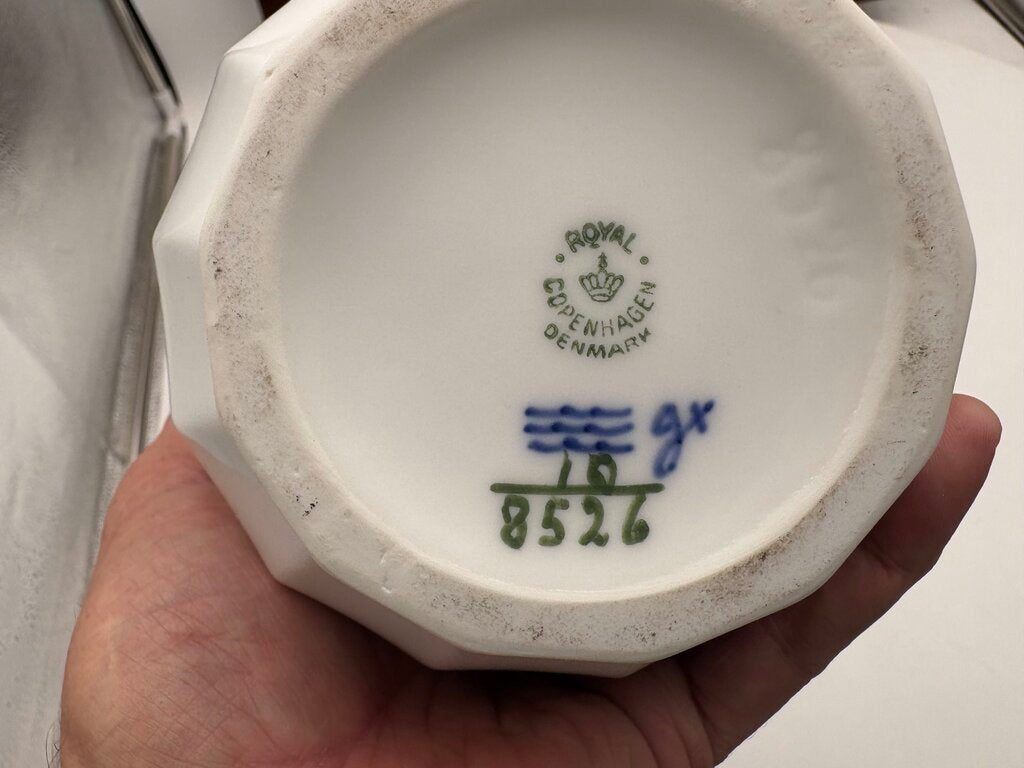 ROYAL
COPENHAGEN
DENMARK
gx
10
8526